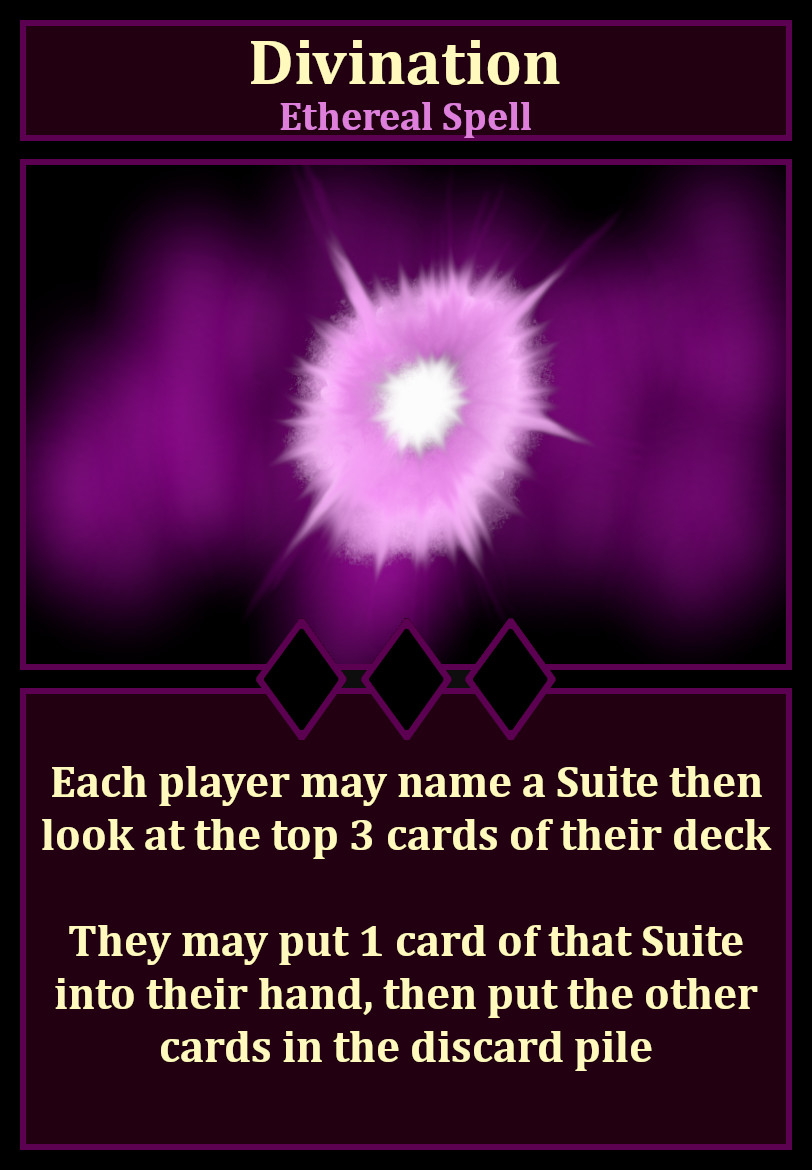 Divination
Ethereal Spell
Each player may name a Suite then
look at the top 3 cards of their deck
They may put 1 card of that Suite
into their hand, then put the other
cards in the discard pile